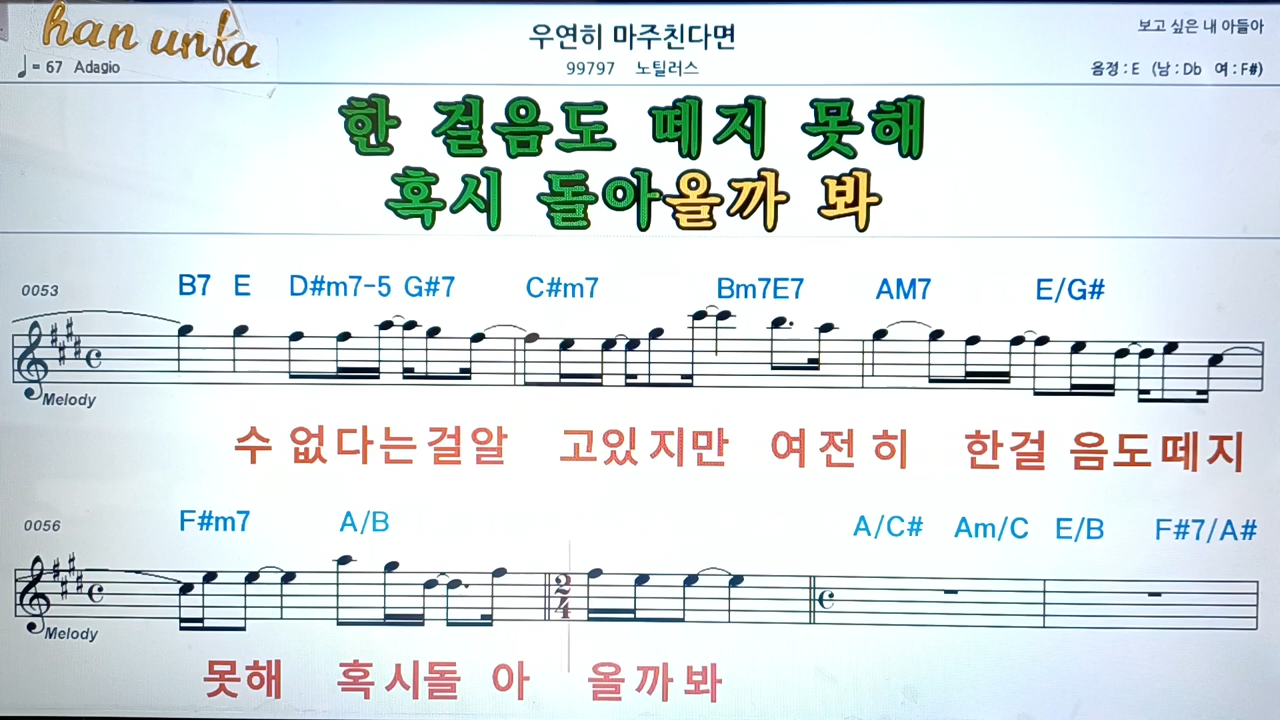 han unfa
우연히 마주친다면
보고 싶은 내 아들아
♩= 67 Adagio
99797 노틸러스
음정 : E (남 : Db 여 : F#)
한 걸음도 떼지 못해
혹시 돌아올까 봐
0053
B7 E D#m7-5 G#7 C#m7 Bm7E7 AM7 E/G#
Melody
수 없다는걸알 고있지만 여전히 한걸 음도떼지
0056
F#m7 A/B A/C# Am/C E/B F#7/A#
2
4
Melody
못해 혹시돌 아 올까봐